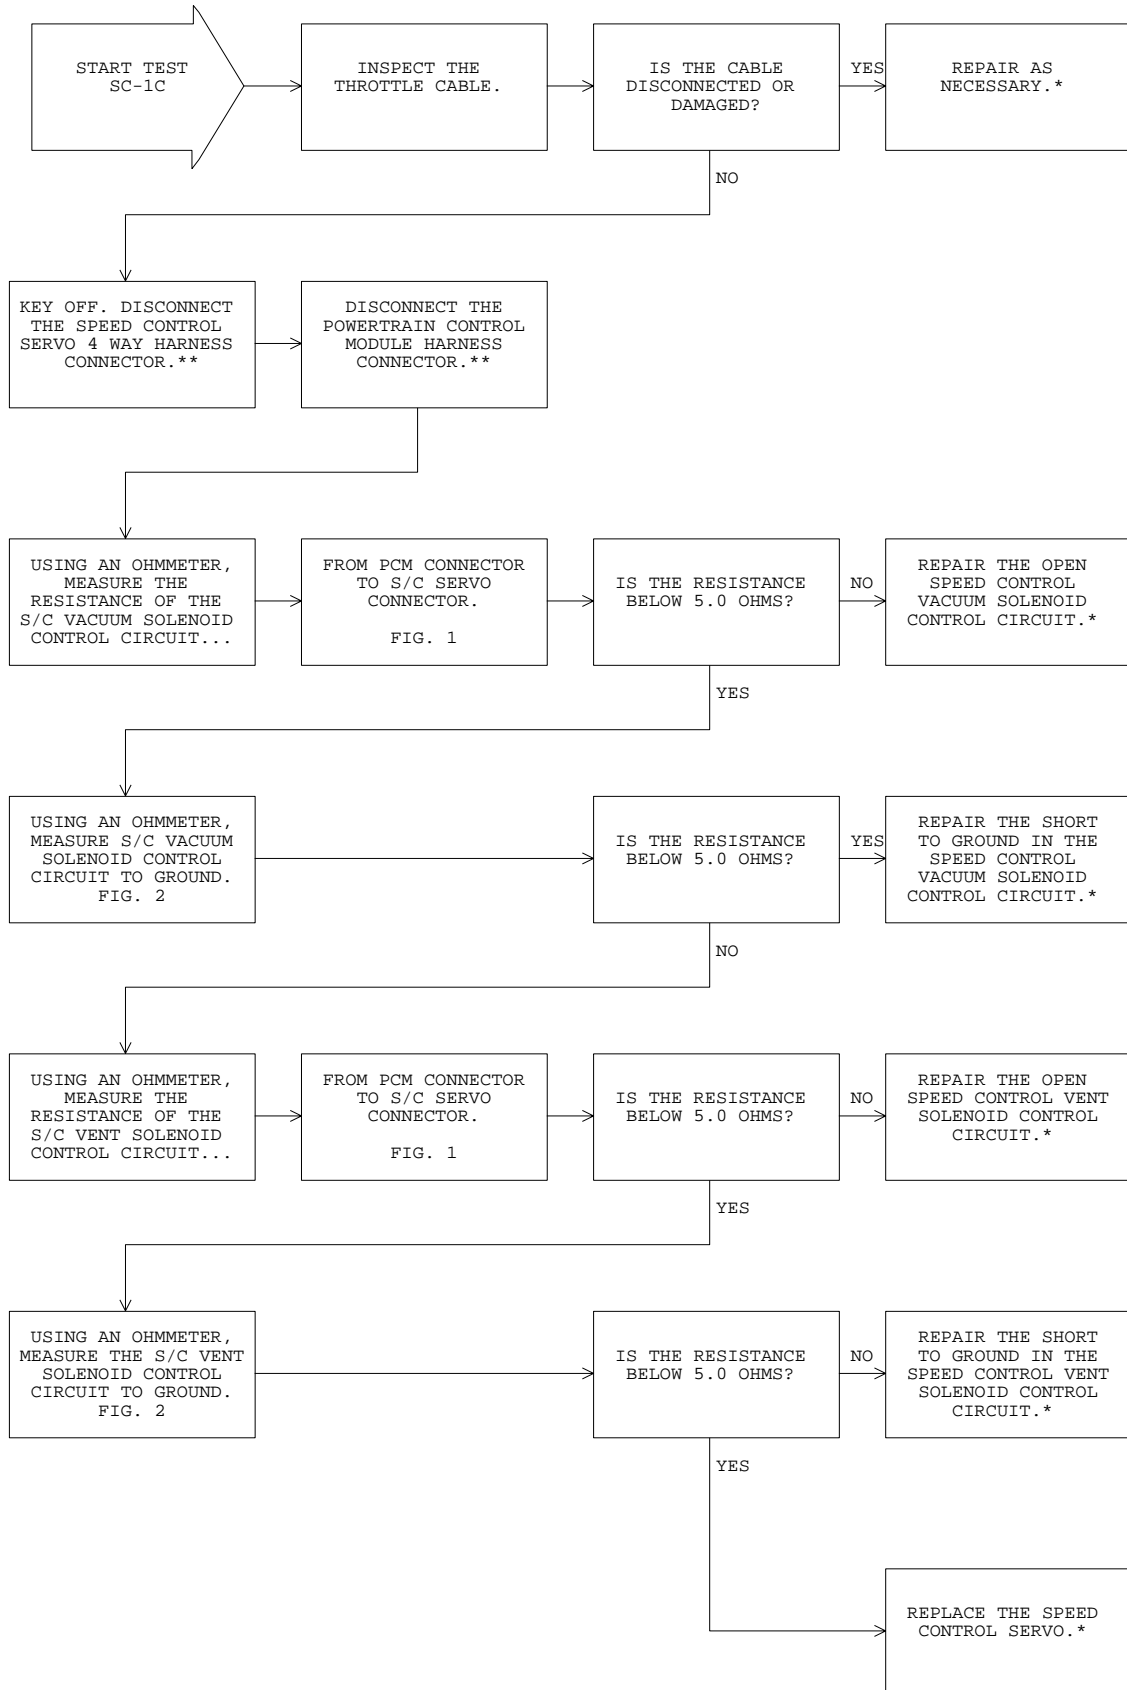 START TEST
SC-1C
INSPECT THE
THROTTLE CABLE.
IS THE CABLE
DISCONNECTED OR
DAMAGED?
YES
REPAIR AS
NECESSARY.*
NO
KEY OFF. DISCONNECT
THE SPEED CONTROL
SERVO 4 WAY HARNESS
CONNECTOR.**
DISCONNECT THE
POWERTRAIN CONTROL
MODULE HARNESS
CONNECTOR.**
USING AN OHMMETER,
MEASURE THE
RESISTANCE OF THE
S/C VACUUM SOLENOID
CONTROL CIRCUIT...
FROM PCM CONNECTOR
TO S/C SERVO
CONNECTOR.
FIG. 1
IS THE RESISTANCE
BELOW 5.0 OHMS?
NO
REPAIR THE OPEN
SPEED CONTROL
VACUUM SOLENOID
CONTROL CIRCUIT.*
YES
USING AN OHMMETER,
MEASURE S/C VACUUM
SOLENOID CONTROL
CIRCUIT TO GROUND.
FIG. 2
IS THE RESISTANCE
BELOW 5.0 OHMS?
YES
REPAIR THE SHORT
TO GROUND IN THE
SPEED CONTROL
VACUUM SOLENOID
CONTROL CIRCUIT.*
NO
USING AN OHMMETER,
MEASURE THE
RESISTANCE OF THE
S/C VENT SOLENOID
CONTROL CIRCUIT...
FROM PCM CONNECTOR
TO S/C SERVO
CONNECTOR.
FIG. 1
IS THE RESISTANCE
BELOW 5.0 OHMS?
NO
REPAIR THE OPEN
SPEED CONTROL VENT
SOLENOID CONTROL
CIRCUIT.*
YES
USING AN OHMMETER,
MEASURE THE S/C VENT
SOLENOID CONTROL
CIRCUIT TO GROUND.
FIG. 2
IS THE RESISTANCE
BELOW 5.0 OHMS?
NO
REPAIR THE SHORT
TO GROUND IN THE
SPEED CONTROL VENT
SOLENOID CONTROL
CIRCUIT.*
YES
REPLACE THE SPEED
CONTROL SERVO.*